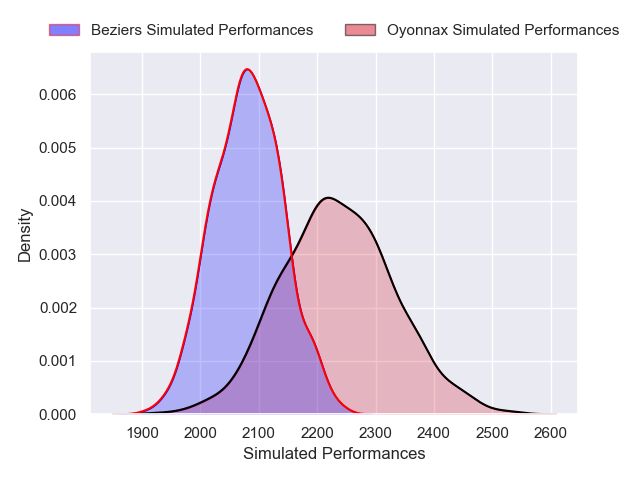 Beziers Simulated Performances
Oyonnax Simulated Performances
0.006
0.005
0.004
0.003
0.002
0.001
0.000
Density
1900 2000 2100 2200 2300 2400 2500 2600
Simulated Performances